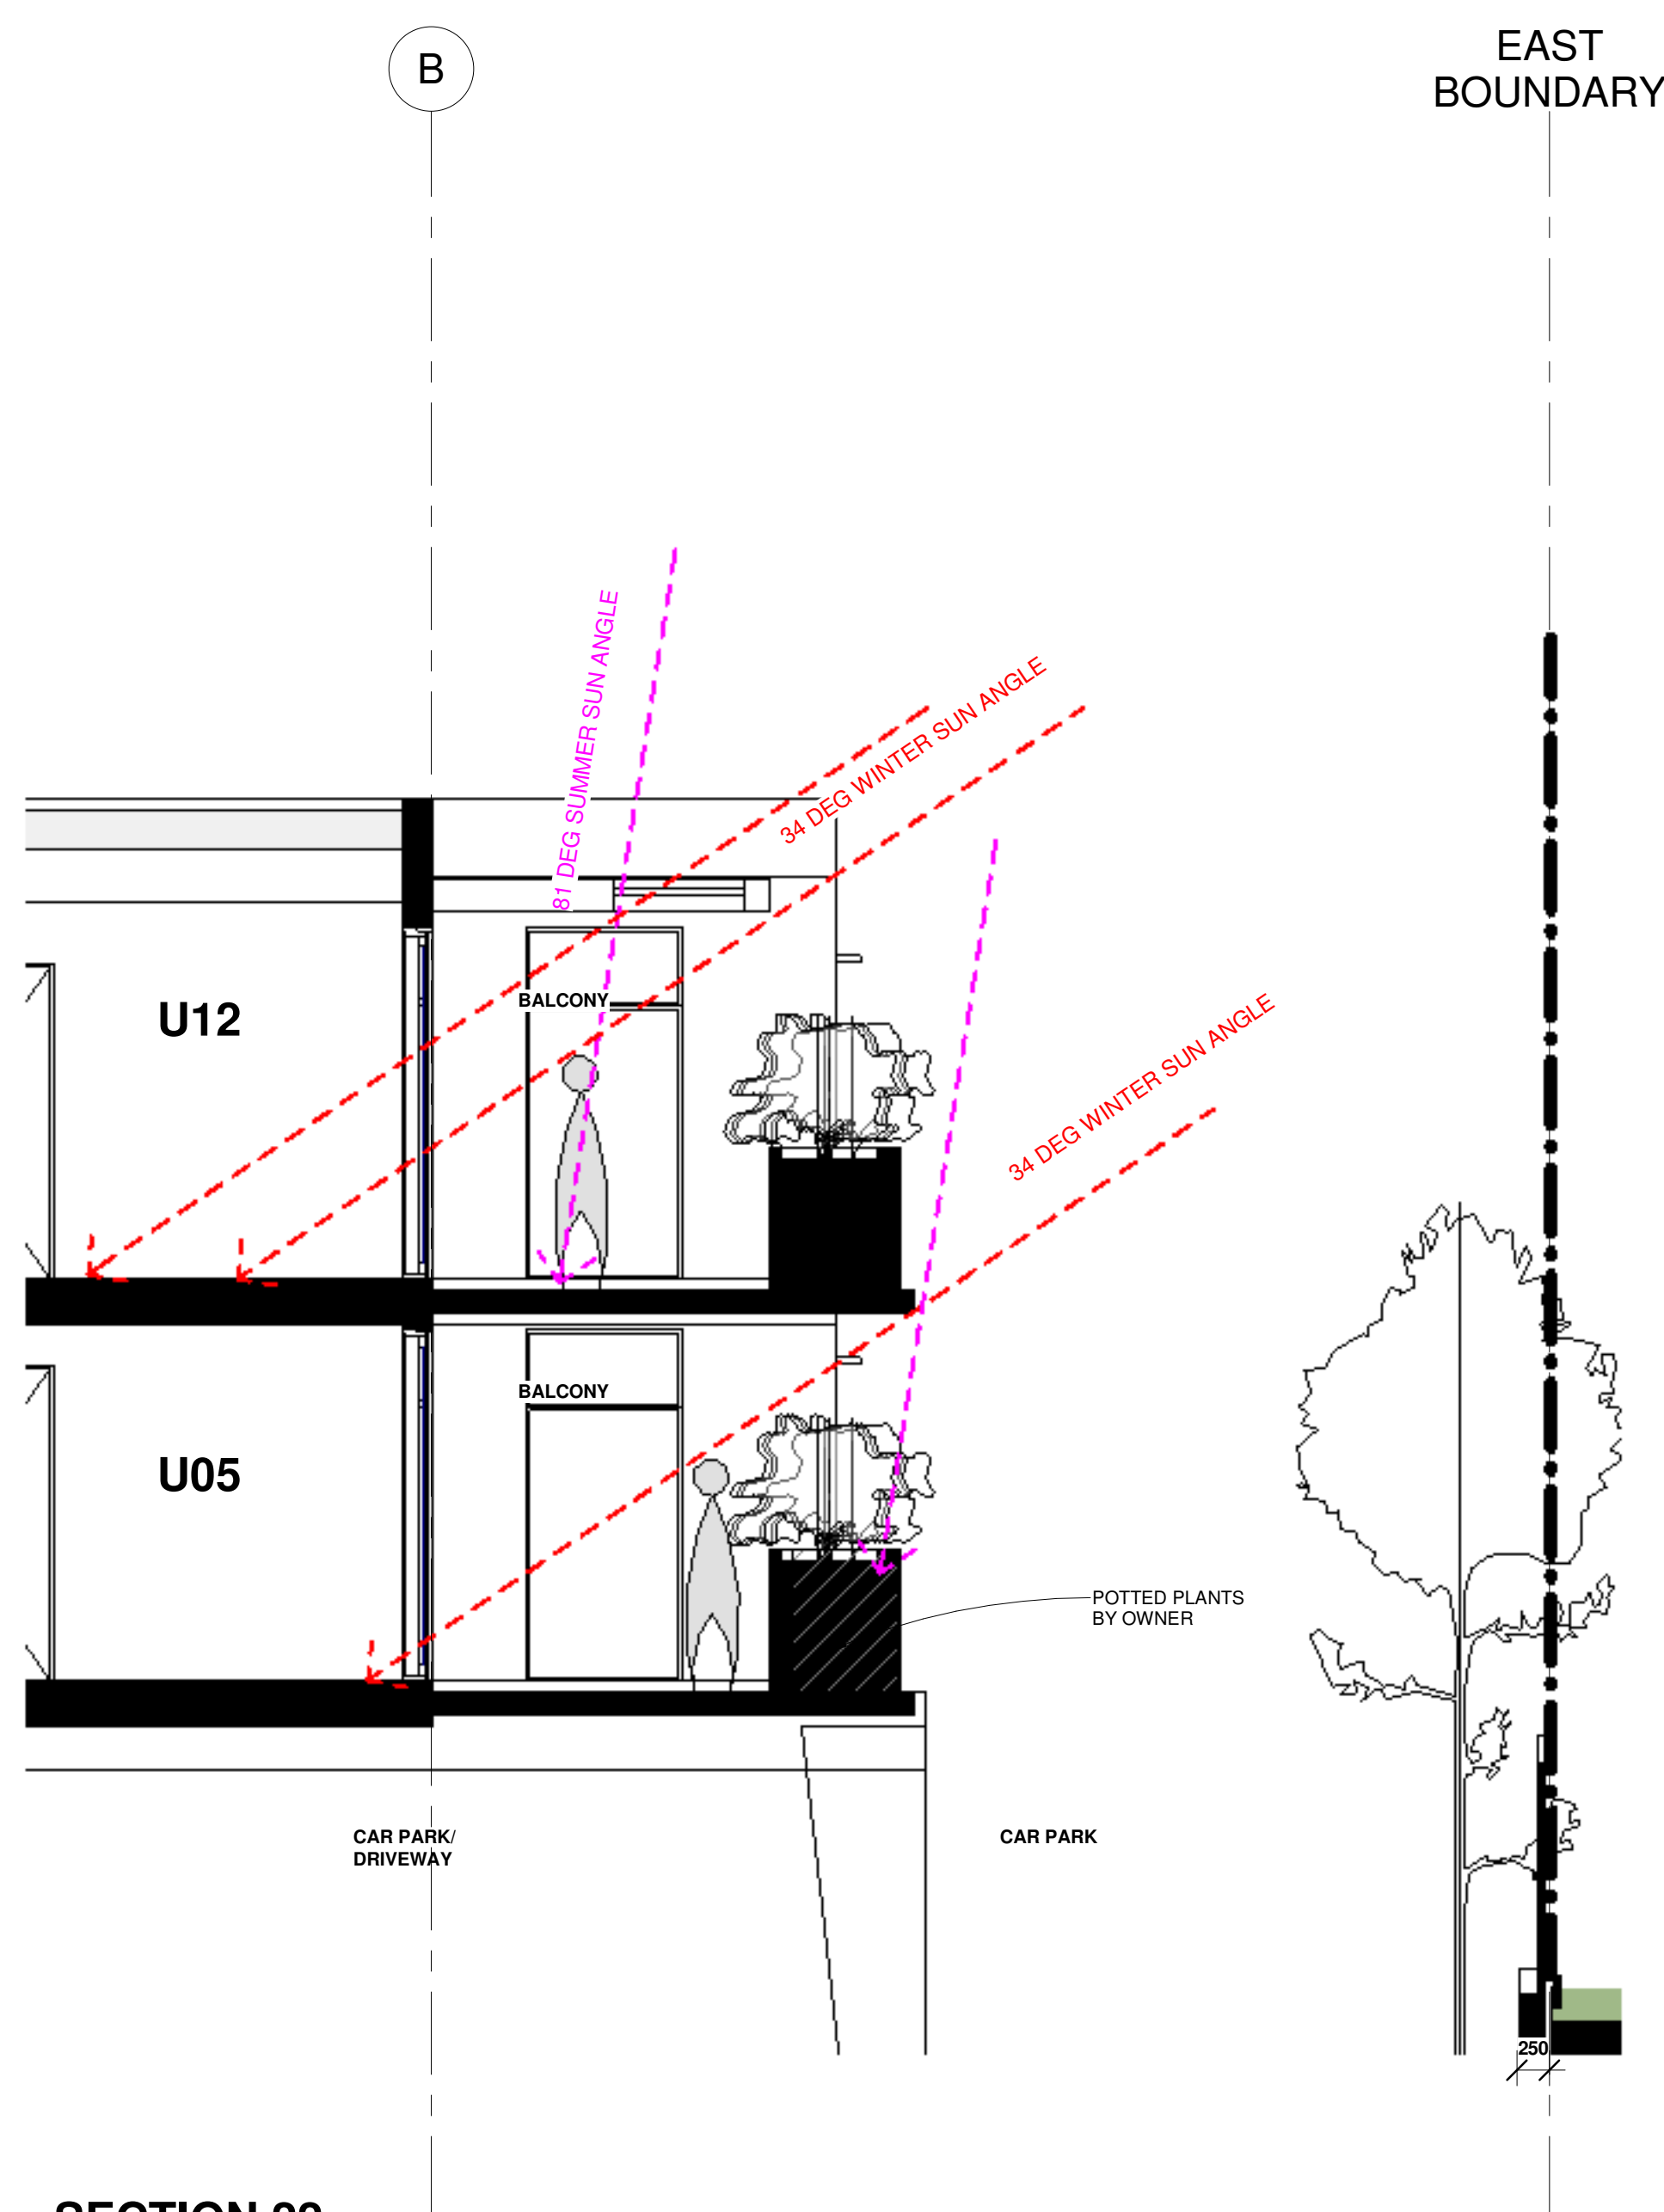 B
EAST
BOUNDARY
81 DEG SUMMER SUN ANGLE
34 DEG WINTER SUN ANGLE
BALCONY
U12
34 DEG WINTER SUN ANGLE
BALCONY
U05
POTTED PLANTS
BY OWNER
CAR PARK/
DRIVEWAY
CAR PARK
250
SECTION